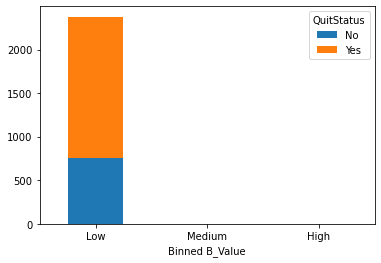 QuitStatus
No
Yes
2000
1500
1000
500
0
Low Medium High
Binned B_Value